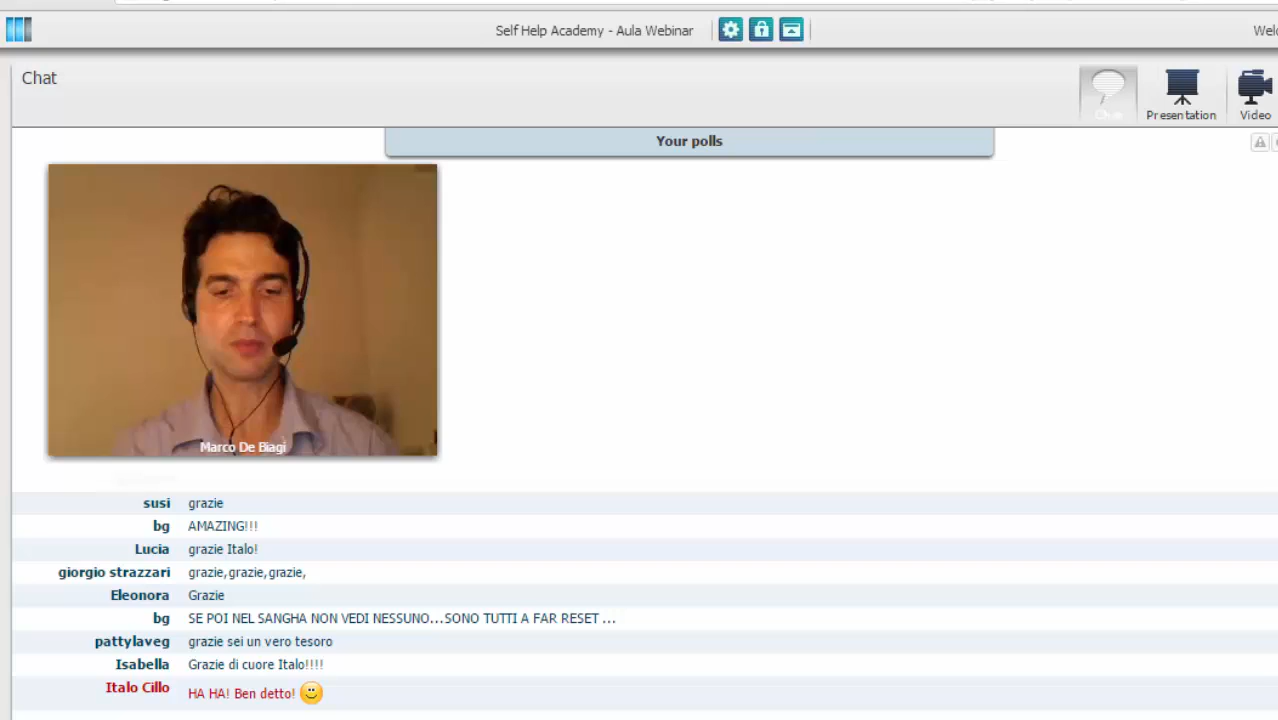 Self Help Academy - Aula Webinar
Chat
Presentation
Video
Your polls
Marco De Biagi
susi grazie
bg AMAZING!!!
Lucia grazie Italo!
giorgio strazzari grazie,grazie,grazie,
Eleonora Grazie
bg SE POI NEL SANGHA NON VEDI NESSUNO...SONO TUTTI A FAR RESET ...
pattylaveg grazie sei un vero tesoro
Isabella Grazie di cuore Italo!!!!
Italo Cillo HA HA! Ben detto!